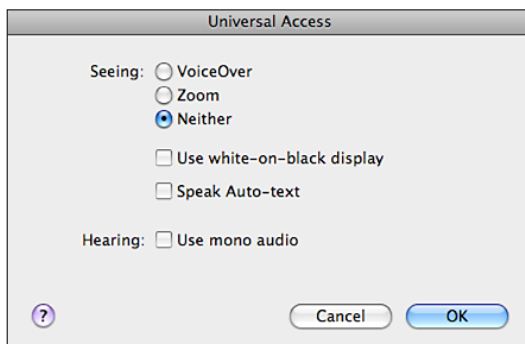 Universal Access
Seeing: VoiceOver
Zoom
Neither
Use white-on-black display
Speak Auto-text
Hearing: Use mono audio
? Cancel OK